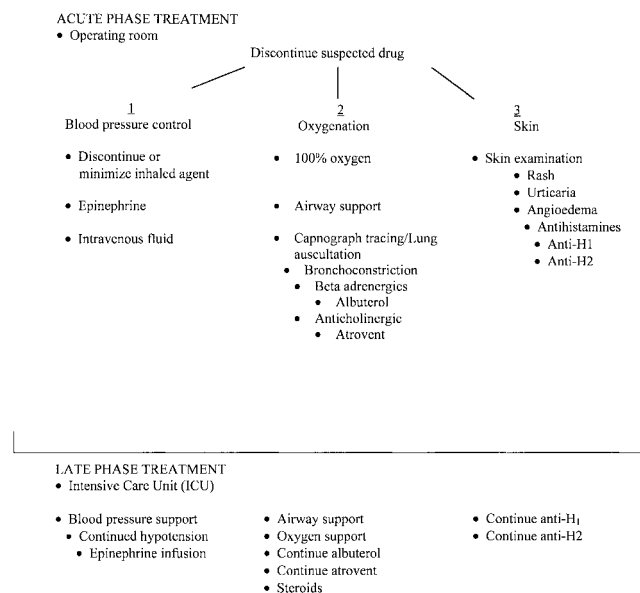 ACUTE PHASE TREATMENT
• Operating room
Discontinue suspected drug
1
Blood pressure control
• Discontinue or
minimize inhaled agent
• Epinephrine
• Intravenous fluid
2
Oxygenation
• 100% oxygen
• Airway support
• Capnograph tracing/Lung
auscultation
• Bronchoconstriction
• Beta adrenergics
• Albuterol
• Anticholinergic
• Atrovent
3
Skin
• Skin examination
• Rash
• Urticaria
• Angioedema
• Antihistamines
• Anti-H1
• Anti-H2
LATE PHASE TREATMENT
• Intensive Care Unit (ICU)
• Blood pressure support
• Continued hypotension
• Epinephrine infusion
• Airway support
• Oxygen support
• Continue albuterol
• Continue atrovent
• Steroids
• Continue anti-H₁
• Continue anti-H2